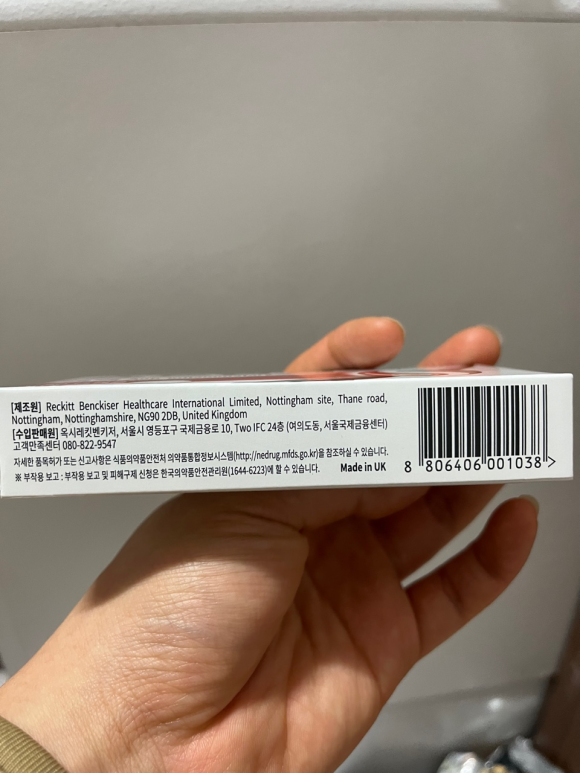 [제조원] Reckitt Benckiser Healthcare International Limited, Nottingham site, Thane road,
Nottingham, Nottinghamshire, NG90 2DB, United Kingdom
[수입판매원] 옥시레킷벤키저, 서울시 영등포구 국제금융로 10, Two IFC 24층 (여의도동, 서울국제금융센터)
고객만족센터 080-822-9547
자세한 품목허가 또는 신고사항은 식품의약품안전처 의약품통합정보시스템(http://nedrug.mfds.go.kr)을 참조하실 수 있습니다.
※ 부작용 보고 : 부작용 보고 및 피해구제 신청은 한국의약품안전관리원(1644-6223)에 할 수 있습니다.
Made in UK
8 806406 001038 >